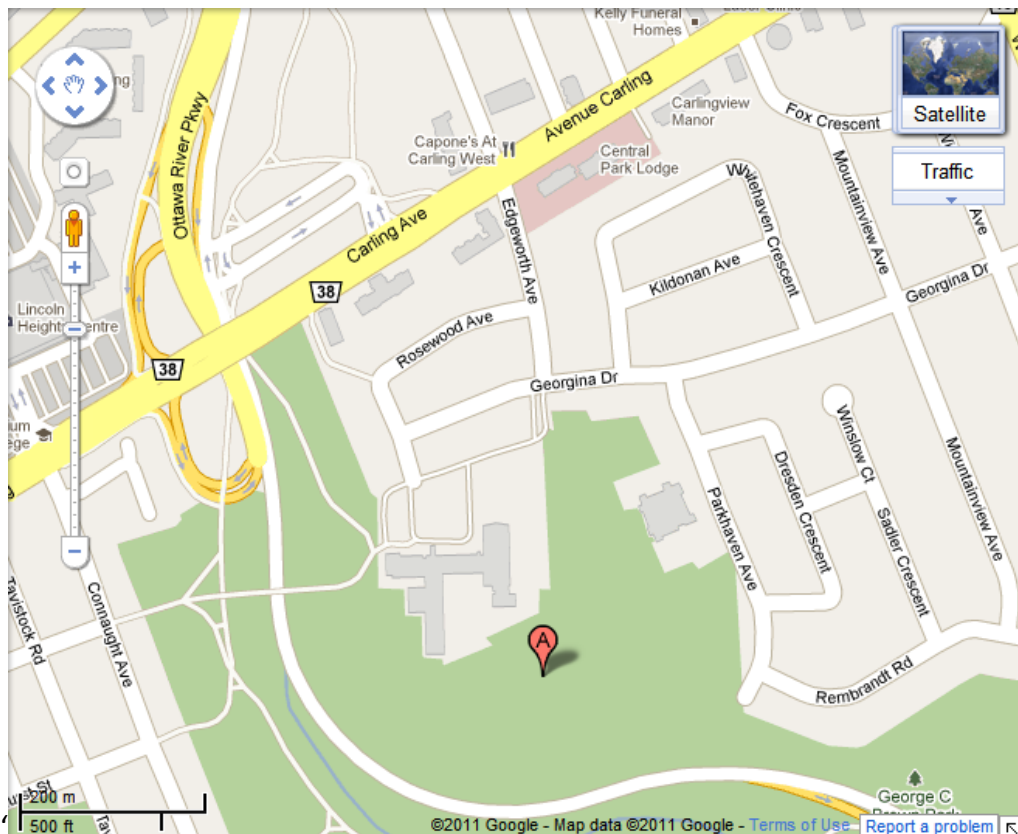 Kelly Funeral
Homes
Satellite
Traffic
Ottawa River Pkwy
Avenue Carling
Carlingview
Manor
Fox Crescent
Capone's At
Carling West
Central
Park Lodge
Whitehaven Crescent
Mountainview Ave
Ave
Edgeworth Ave
Carling Ave
Kildonan Ave
Georgina Dr
38
Lincoln
Heights Centre
Rosewood Ave
38
Georgina Dr
Winslow Ct
Dresden Crescent
Mountainview Ave
Parkhaven Ave
Sadler Crescent
Tavistock Rd
Connaught Ave
A
Rembrandt Rd
George C
Brown Park
200 m
500 ft
©2011 Google - Map data ©2011 Google - Terms of Use
Report a problem